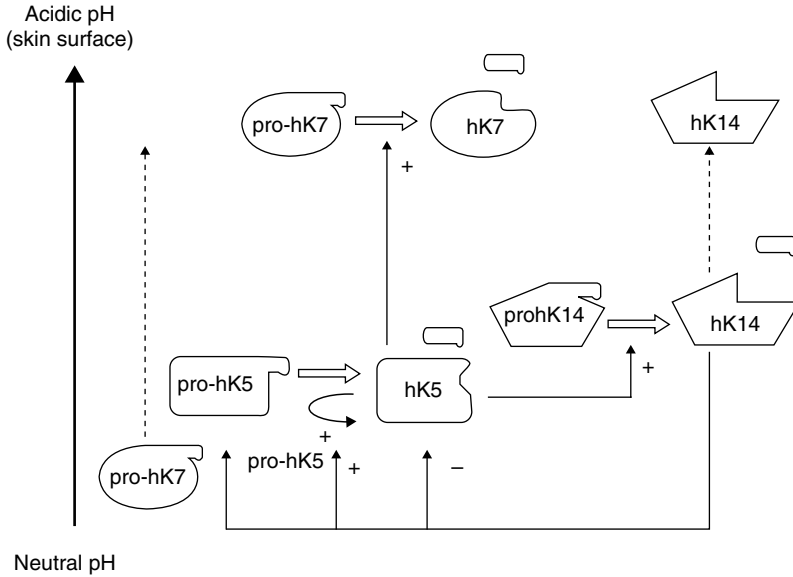 Acidic pH
(skin surface)
pro-hK7
hK7
hK14
+
prohK14
hK14
+
pro-hK5
hK5
+
pro-hK5
+
–
pro-hK7
Neutral pH